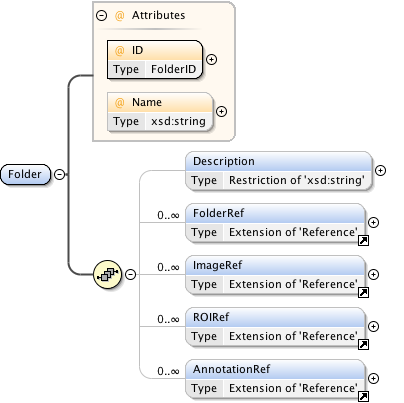 Attributes
@ ID
Type FolderID
@ Name
Type xsd:string
Folder
Description
Type Restriction of 'xsd:string'
0..∞
FolderRef
Type Extension of 'Reference'
0..∞
ImageRef
Type Extension of 'Reference'
0..∞
ROIRef
Type Extension of 'Reference'
0..∞
AnnotationRef
Type Extension of 'Reference'